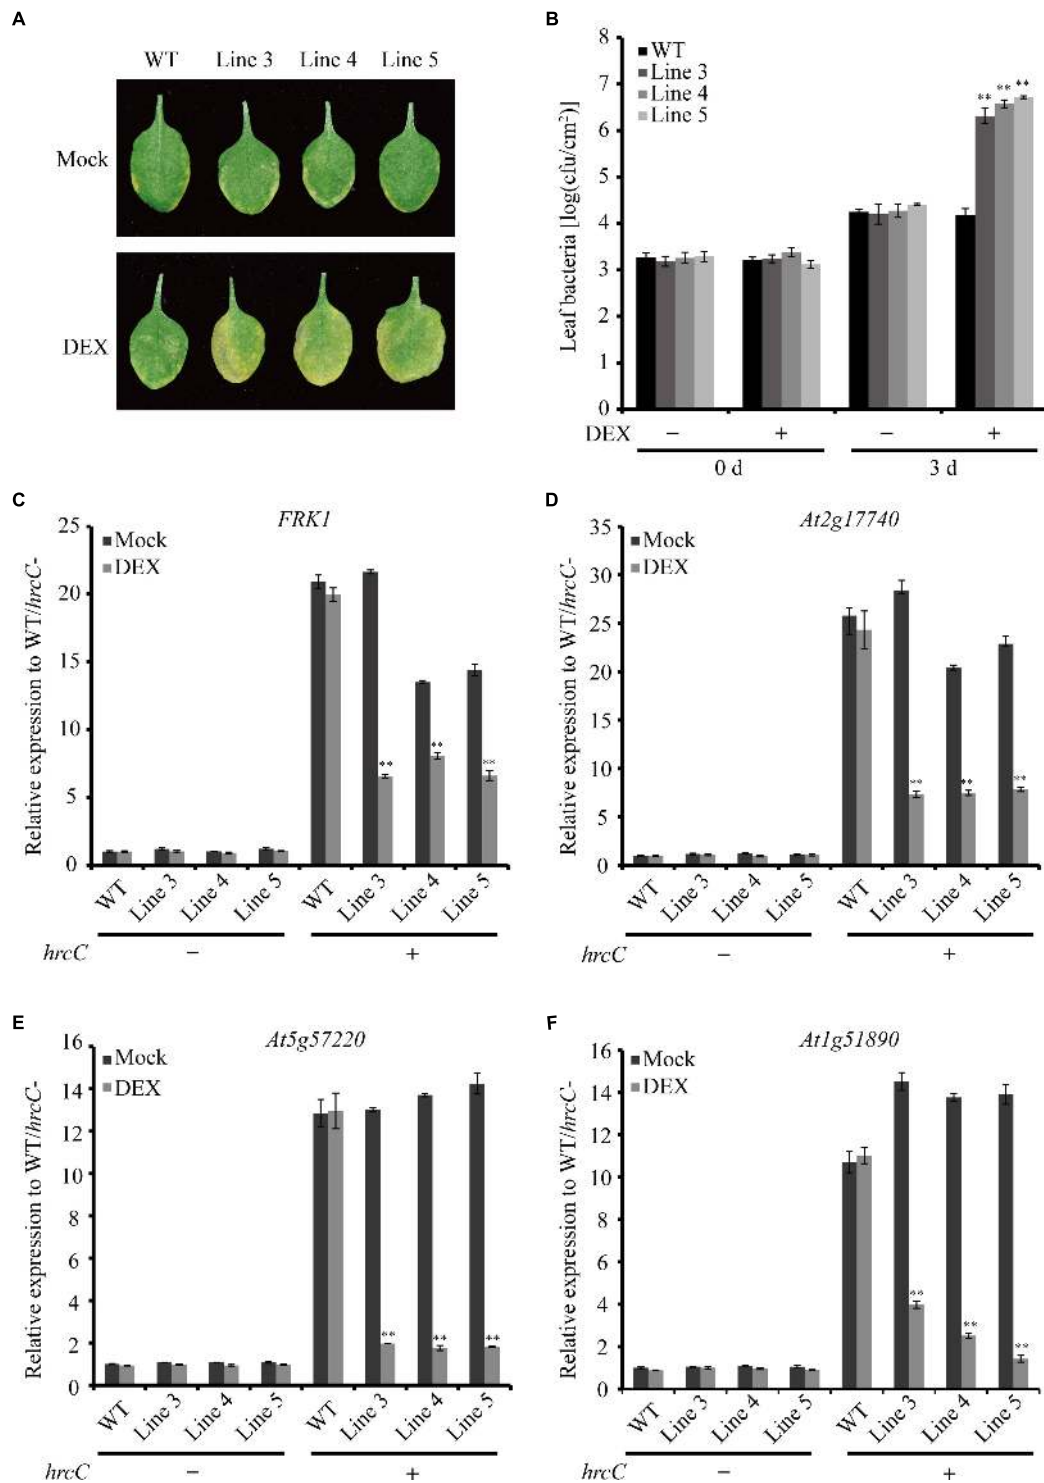 A
WT Line 3 Line 4 Line 5
Mock
DEX
B
Leaf bacteria [log(cfu/cm²)]
8
7
6
5
4
3
2
1
0
WT
Line 3
Line 4
Line 5
** ** **
DEX − + − +
0 d 3 d
C
FRK1
Relative expression to WT/hrcC-
25
20
15
10
5
0
Mock
DEX
** ** **
WT Line 3 Line 4 Line 5 WT Line 3 Line 4 Line 5
hrcC − +
D
At2g17740
Relative expression to WT/hrcC-
35
30
25
20
15
10
5
0
Mock
DEX
** ** **
WT Line 3 Line 4 Line 5 WT Line 3 Line 4 Line 5
hrcC − +
E
At5g57220
Relative expression to WT/hrcC-
16
14
12
10
8
6
4
2
0
Mock
DEX
** ** **
WT Line 3 Line 4 Line 5 WT Line 3 Line 4 Line 5
hrcC − +
F
At1g51890
Relative expression to WT/hrcC-
16
14
12
10
8
6
4
2
0
Mock
DEX
** ** **
WT Line 3 Line 4 Line 5 WT Line 3 Line 4 Line 5
hrcC − +